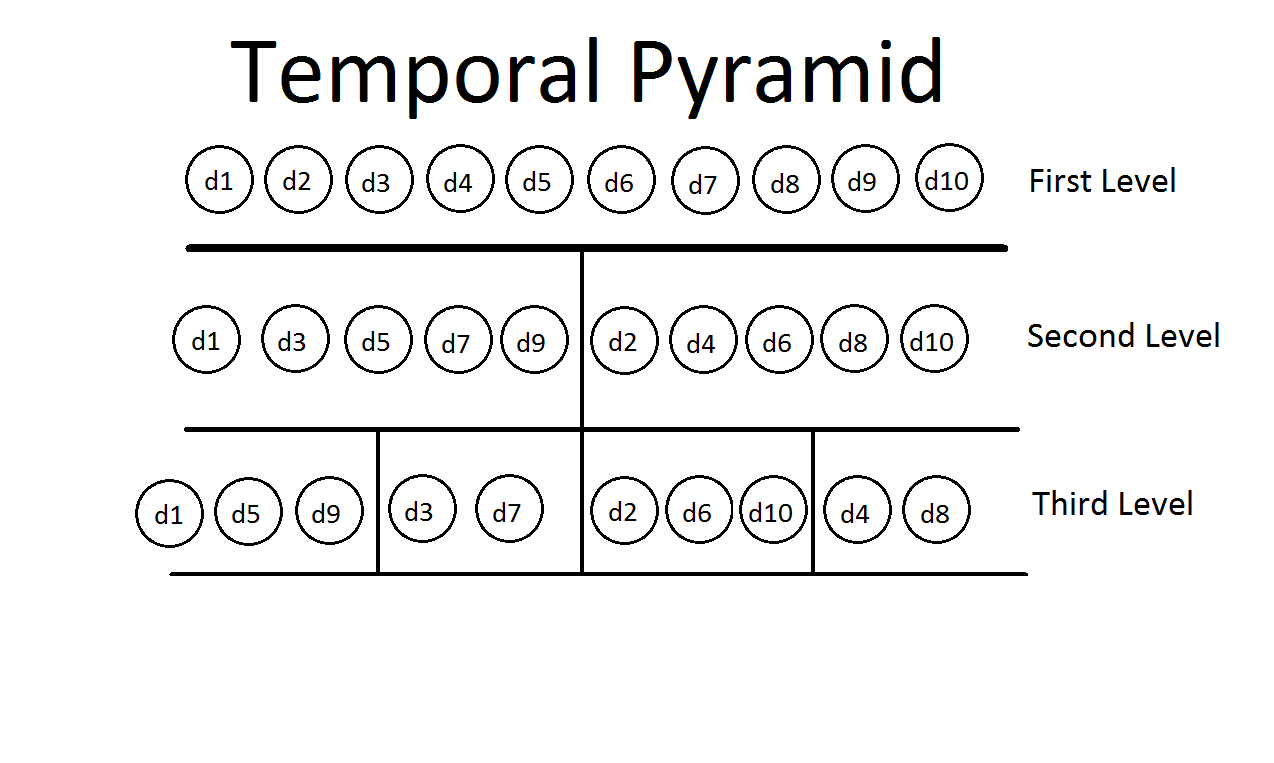 Temporal Pyramid
d1 d2 d3 d4 d5 d6 d7 d8 d9 d10 First Level
d1 d3 d5 d7 d9 d2 d4 d6 d8 d10 Second Level
d1 d5 d9 d3 d7 d2 d6 d10 d4 d8 Third Level